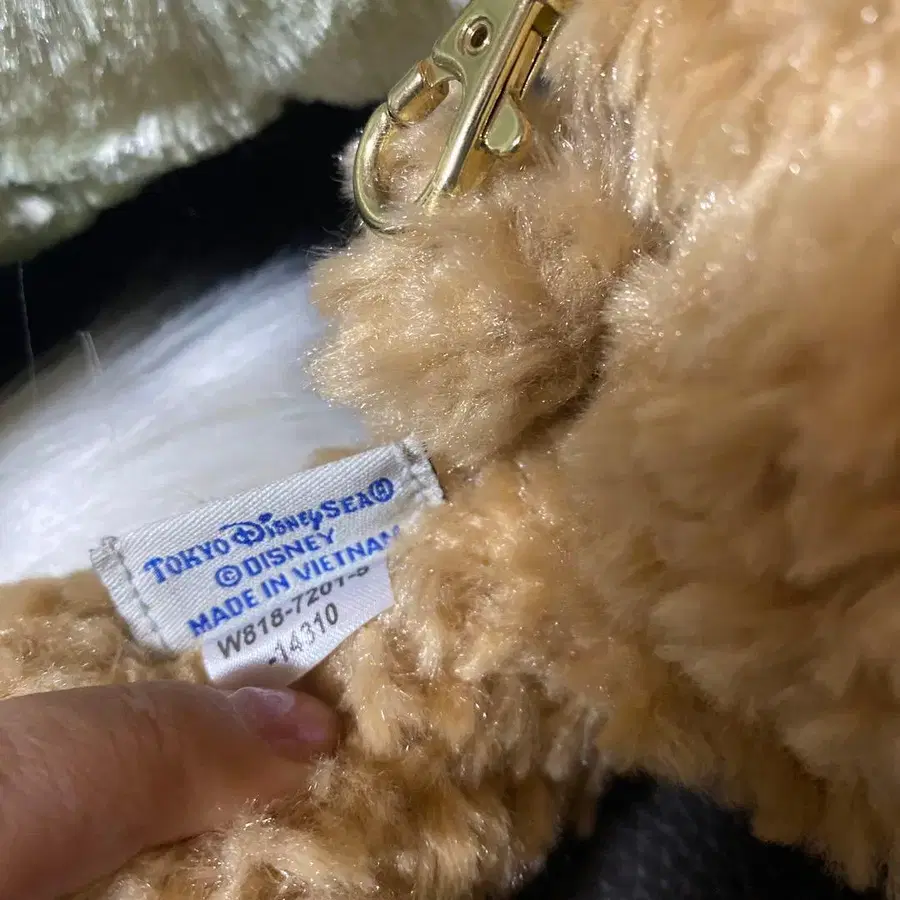 TOKYO DISNEYSEA®
©DISNEY
MADE IN VIETNAM
W818-7201-
-14310